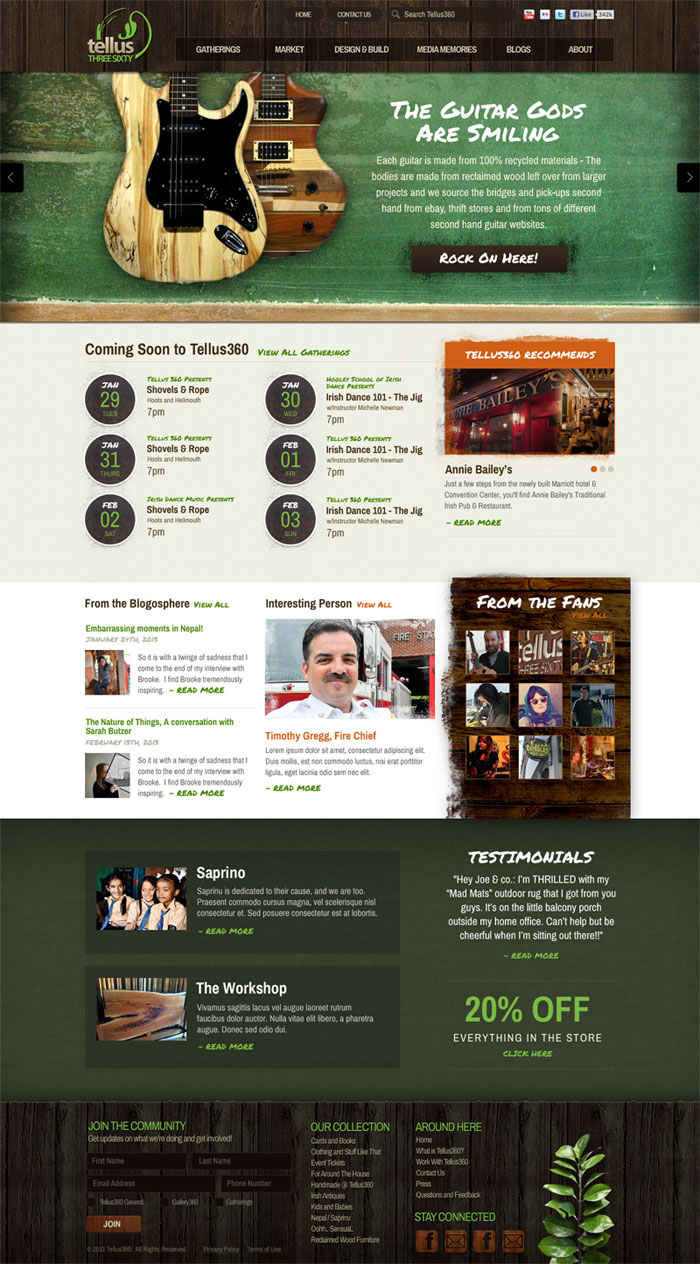 HOME
CONTACT US
Search Tellus360
Like
342k
tellus
THREE SIXTY
GATHERINGS
MARKET
DESIGN & BUILD
MEDIA MEMORIES
BLOGS
ABOUT
The Guitar Gods
Are Smiling
Each guitar is made from 100% recycled materials - The
bodies are made from reclaimed wood left over from larger
projects and we source the bridges and pick-ups second
hand from ebay, thrift stores and from tons of different
second hand guitar websites.
Rock On Here!
Coming Soon to Tellus360
View All Gatherings
JAN
29
TUES
Tellus 360 Presents
Shovels & Rope
Hoots and Hellmouth
7pm
JAN
30
WED
Hooley School of Irish
Dance Presents
Irish Dance 101 - The Jig
w/Instructor Michelle Newman
7pm
JAN
31
THURS
Tellus 360 Presents
Shovels & Rope
Hoots and Hellmouth
7pm
FEB
01
FRI
Tellus 360 Presents
Irish Dance 101 - The Jig
w/Instructor Michelle Newman
7pm
FEB
02
SAT
Irish Dance Music Presents
Shovels & Rope
Hoots and Hellmouth
7pm
FEB
03
SUN
Tellus 360 Presents
Irish Dance 101 - The Jig
w/Instructor Michelle Newman
7pm
TELLUS360 RECOMMENDS
ANNIE BAILEY'S
Annie Bailey's
Just a few steps from the newly built Marriott hotel &
Convention Center, you'll find Annie Bailey's Traditional
Irish Pub & Restaurant.
~ READ MORE
From the Blogosphere
View All
Embarrassing moments in Nepal!
JANUARY 24TH, 2013
So it is with a twinge of sadness that I
come to the end of my interview with
Brooke. I find Brooke tremendously
inspiring. ~ READ MORE
The Nature of Things, A conversation with
Sarah Butzer
FEBRUARY 13TH, 2013
So it is with a twinge of sadness that I
come to the end of my interview with
Brooke. I find Brooke tremendously
inspiring. ~ READ MORE
Interesting Person
View All
FIRE STA
Timothy Gregg, Fire Chief
Lorem ipsum dolor sit amet, consectetur adipiscing elit.
Duis mollis, est non commodo luctus, nisi erat porttitor
ligula, eget lacinia odio sem nec elit.
~ READ MORE
From the Fans
View All
tellus
THREE SIXTY
tellus
Saprino
Saprinu is dedicated to their cause, and we are too.
Praesent commodo cursus magna, vel scelerisque nisl
consectetur et. Sed posuere consectetur est at lobortis.
~ READ MORE
The Workshop
Vivamus sagittis lacus vel augue laoreet rutrum
faucibus dolor auctor. Nulla vitae elit libero, a pharetra
augue. Donec sed odio dui.
~ READ MORE
TESTIMONIALS
"Hey Joe & co.: I'm THRILLED with my
"Mad Mats" outdoor rug that I got from you
guys. It's on the little balcony porch
outside my home office. Can't help but be
cheerful when I'm sitting out there!!"
~ READ MORE
20% OFF
EVERYTHING IN THE STORE
CLICK HERE
JOIN THE COMMUNITY
Get updates on what we're doing and get involved!
First Name
Last Name
Email Address
Phone Number
Tellus360 General
Gallery360
Gatherings
JOIN
© 2011 Tellus360. All Rights Reserved.
Privacy Policy
Terms of Use
OUR COLLECTION
Cards and Books
Clothing and Stuff Like That
Event Tickets
For Around The House
Handmade @ Tellus360
Irish Antiques
Kids and Babies
Nepal / Saprinu
Oohh.. Sensual..
Reclaimed Wood Furniture
AROUND HERE
Home
What is Tellus360?
Work With Tellus360
Contact Us
Press
Questions and Feedback
STAY CONNECTED